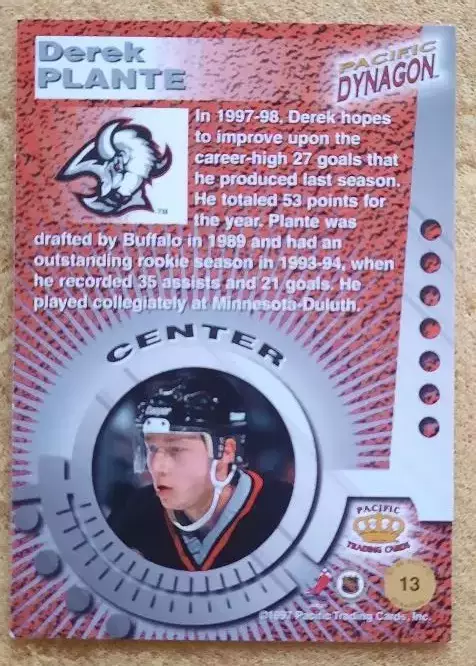 Derek
PLANTE
PACIFIC
DYNAGON™
In 1997-98, Derek hopes
to improve upon the
career-high 27 goals that
he produced last season.
He totaled 53 points for
the year. Plante was
drafted by Buffalo in 1989 and had an
outstanding rookie season in 1993-94, when
he recorded 35 assists and 21 goals. He
played collegiately at Minnesota-Duluth.
TM
CENTER
Cooper
PACIFIC
TRADING CARDS
13
©1997 Pacific Trading Cards, Inc.